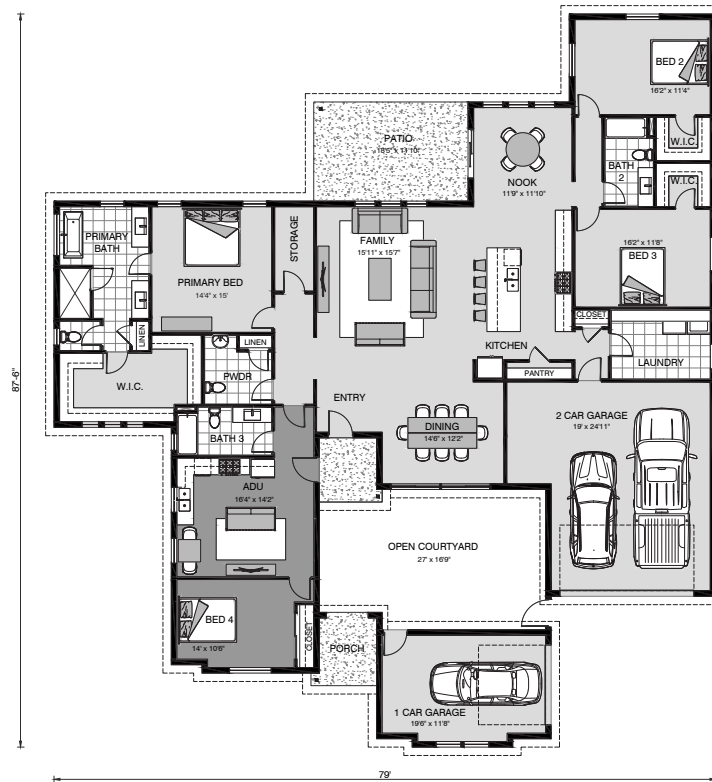 BED 2
16'2" x 11'4"
W.I.C.
BATH
2
W.I.C.
PATIO
18'5" x 11'10"
NOOK
11'9" x 11'10"
PRIMARY
BATH
STORAGE
FAMILY
15'11" x 15'7"
16'2" x 11'8"
BED 3
PRIMARY BED
14'4" x 15'
LINEN
CLOSET
KITCHEN
LINEN
LAUNDRY
PWDR
PANTRY
W.I.C.
87'-6"
ENTRY
2 CAR GARAGE
19' x 24'11"
DINING
14'6" x 12'2"
BATH 3
ADU
16'4" x 14'2"
OPEN COURTYARD
27' x 16'9"
BED 4
14' x 10'6"
CLOSET
PORCH
1 CAR GARAGE
19'6" x 11'8"
79'